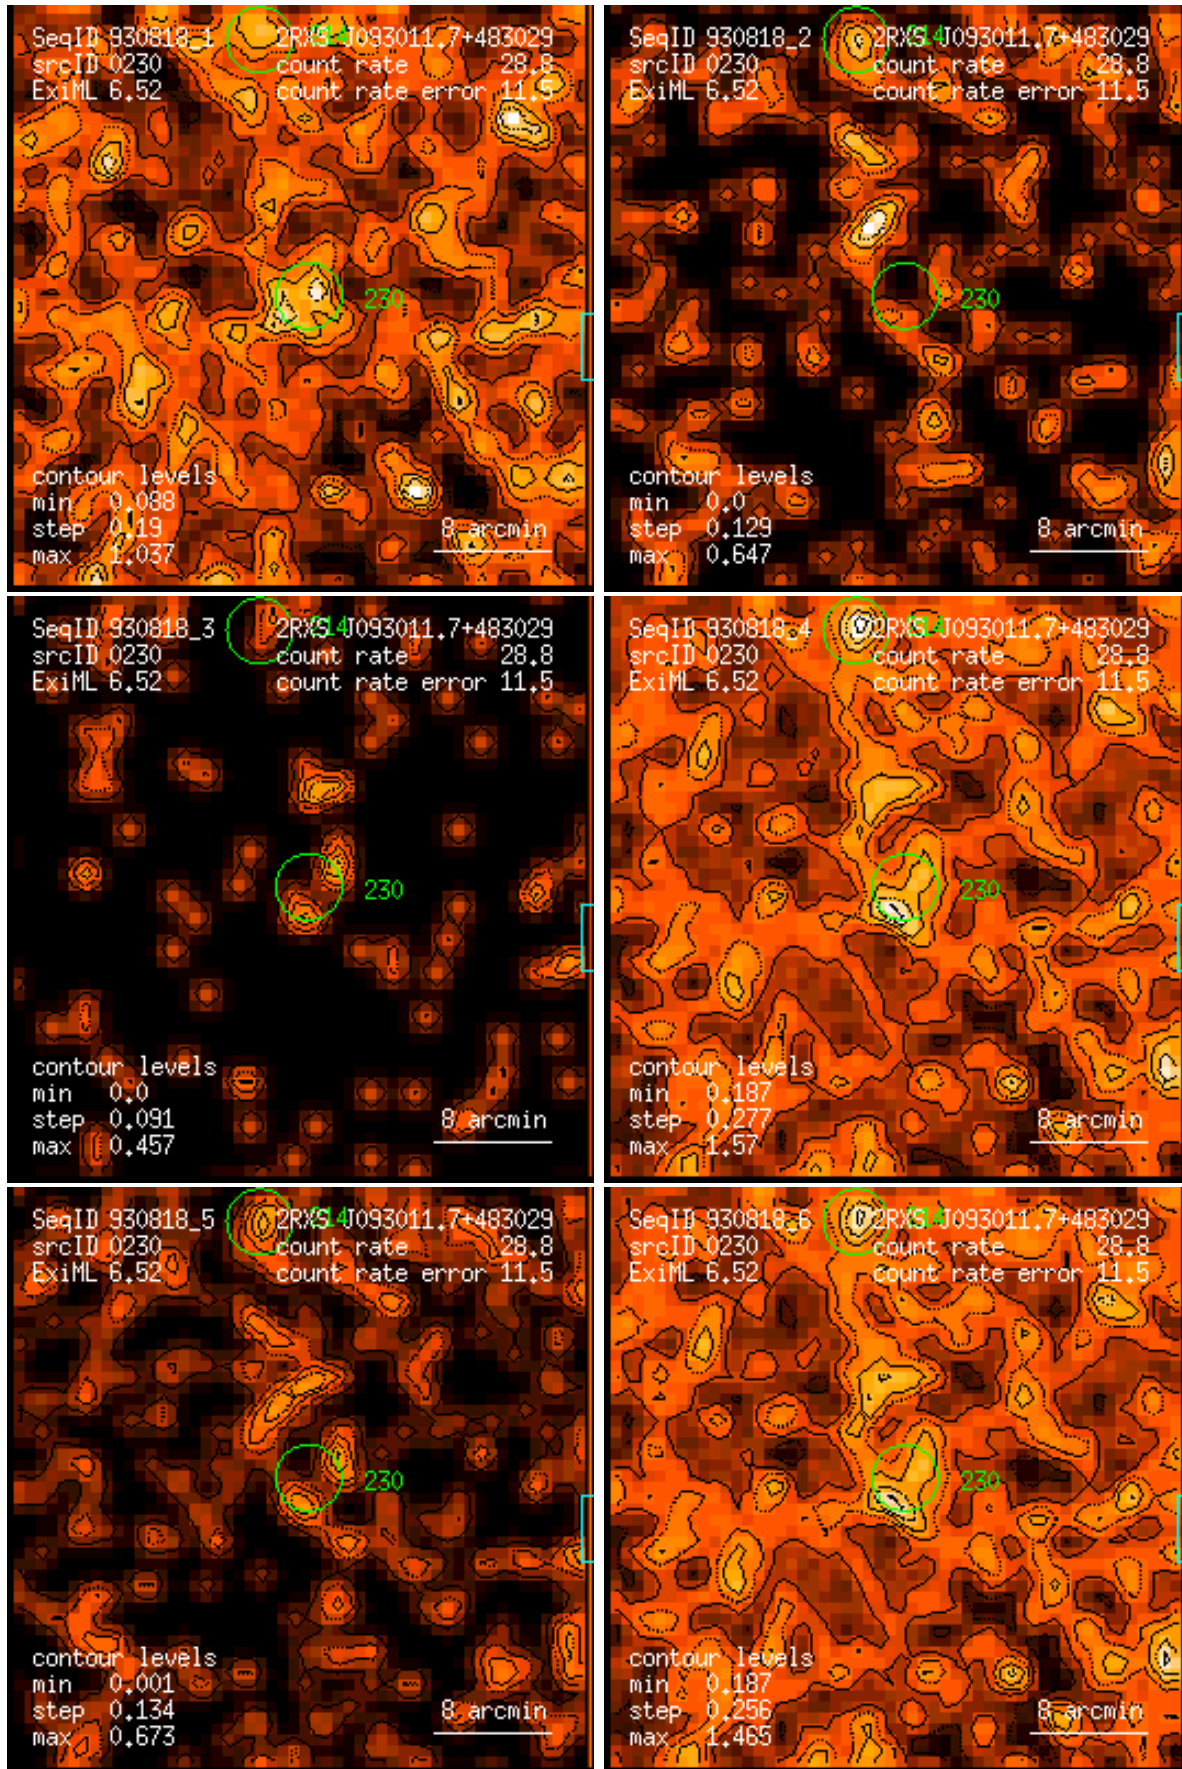 SeqID 930818_1 2RXS J093011.7+483029
srcID 0230 count rate 28.8
ExiML 6.52 count rate error 11.5
230
contour levels
min 0.088
step 0.19
max 1.037
8 arcmin
SeqID 930818_2 2RXS J093011.7+483029
srcID 0230 count rate 28.8
ExiML 6.52 count rate error 11.5
230
contour levels
min 0.0
step 0.129
max 0.647
8 arcmin
SeqID 930818_3 2RXS J093011.7+483029
srcID 0230 count rate 28.8
ExiML 6.52 count rate error 11.5
230
contour levels
min 0.0
step 0.091
max 0.457
8 arcmin
SeqID 930818_4 2RXS J093011.7+483029
srcID 0230 count rate 28.8
ExiML 6.52 count rate error 11.5
230
contour levels
min 0.187
step 0.277
max 1.57
8 arcmin
SeqID 930818_5 2RXS J093011.7+483029
srcID 0230 count rate 28.8
ExiML 6.52 count rate error 11.5
230
contour levels
min 0.001
step 0.134
max 0.673
8 arcmin
SeqID 930818_6 2RXS J093011.7+483029
srcID 0230 count rate 28.8
ExiML 6.52 count rate error 11.5
230
contour levels
min 0.187
step 0.256
max 1.465
8 arcmin